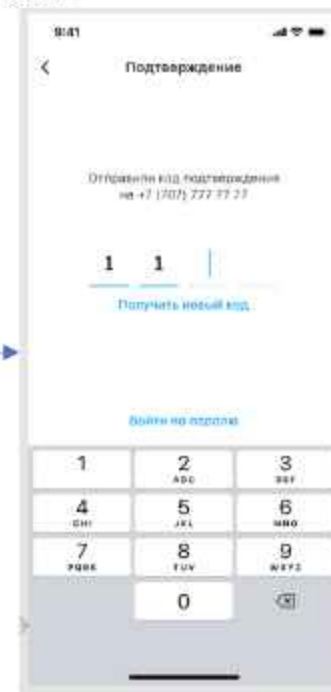 9:41
Подтверждение
Отправили код подтверждения
на +7 (707) 777 77 77
1 1
Получить новый код
Войти по паролю
1 2 3
ABC DEF
4 5 6
GHI JKL MNO
7 8 9
PQRS TUV WXYZ
0